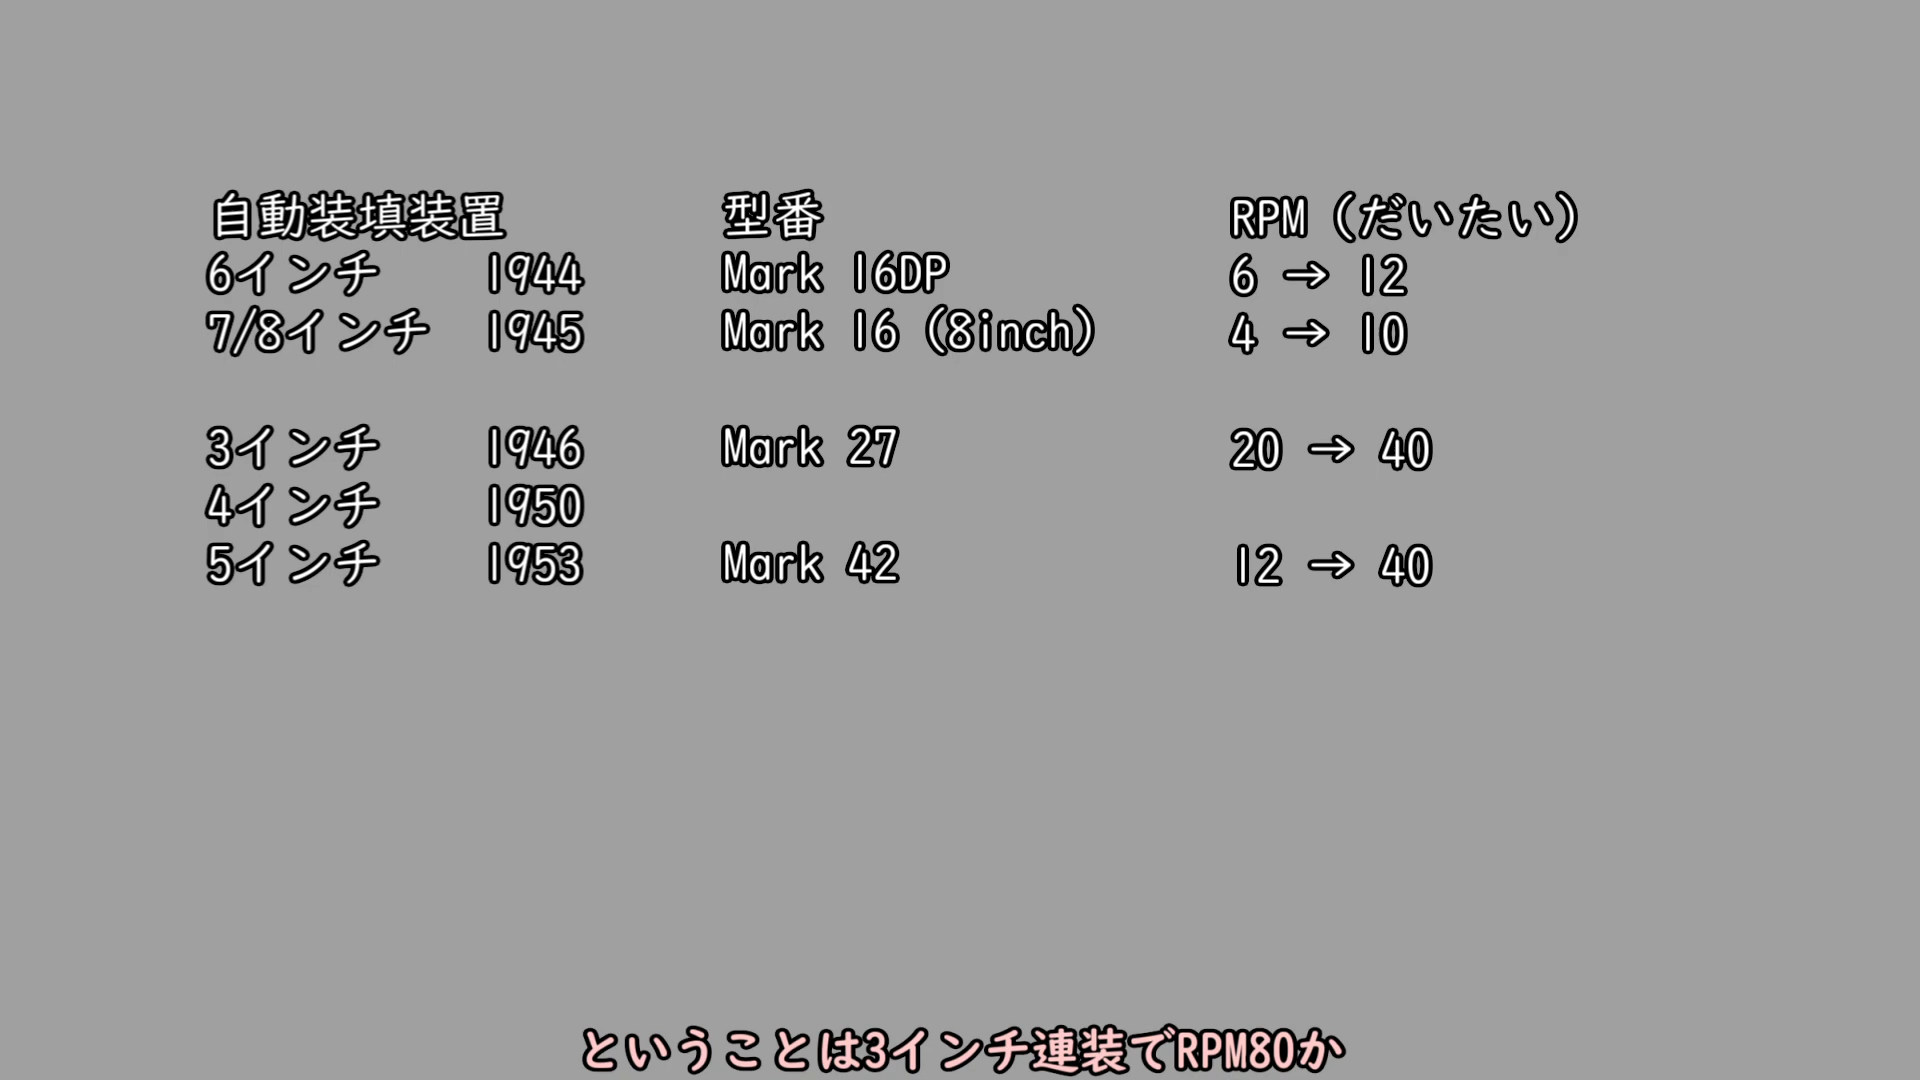 自動装填装置 型番 RPM（だいたい）
6インチ 1944 Mark 16DP 6 → 12
7/8インチ 1945 Mark 16（8inch） 4 → 10
3インチ 1946 Mark 27 20 → 40
4インチ 1950
5インチ 1953 Mark 42 12 → 40
ということは3インチ連装でRPM80か